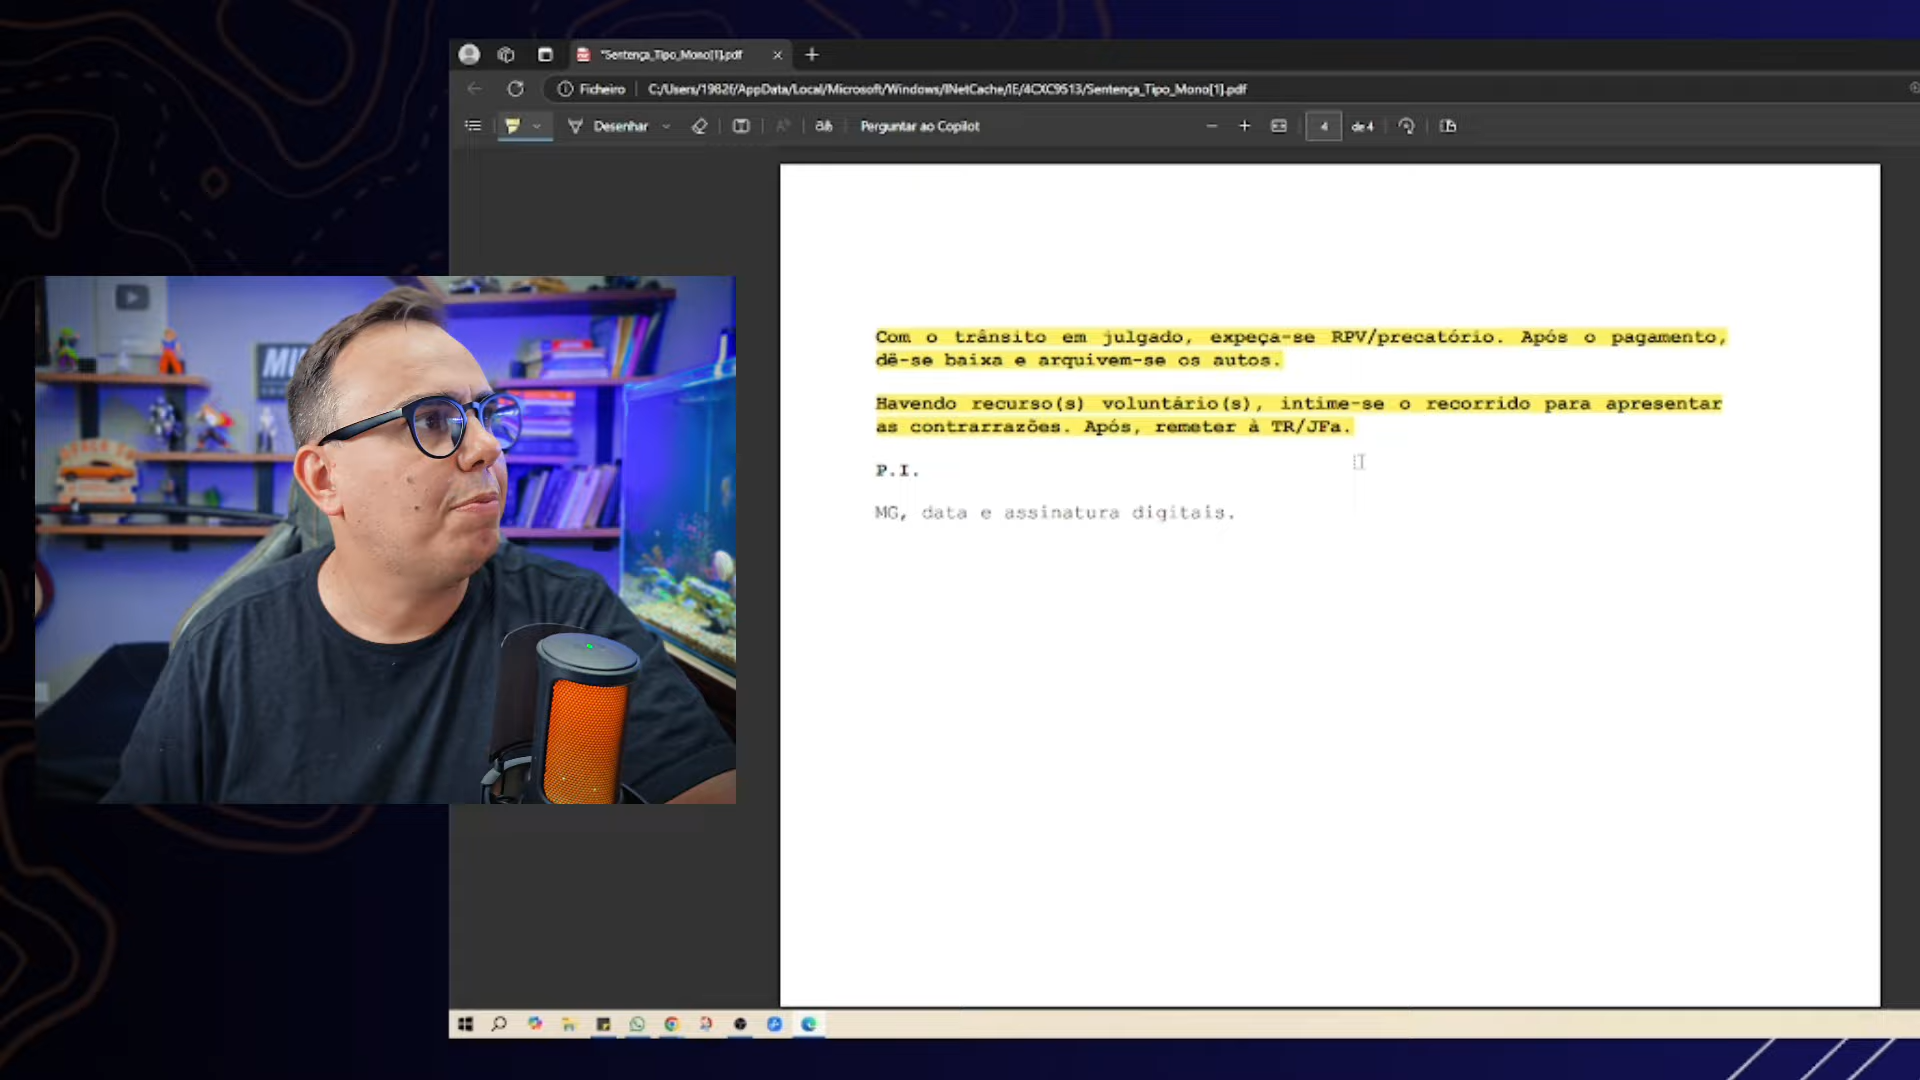 *Sentença_Tipo_Mono[1].pdf
Ficheiro
C:/Users/1982f/AppData/Local/Microsoft/Windows/INetCache/IE/4CXC9513/Sentença_Tipo_Mono[1].pdf
Desenhar
aあ
Perguntar ao Copilot
4
de 4
Com o trânsito em julgado, expeça-se RPV/precatório. Após o pagamento,
dê-se baixa e arquivem-se os autos.
Havendo recurso(s) voluntário(s), intime-se o recorrido para apresentar
as contrarrazões. Após, remeter à TR/JFa.
P.I.
MG, data e assinatura digitais.